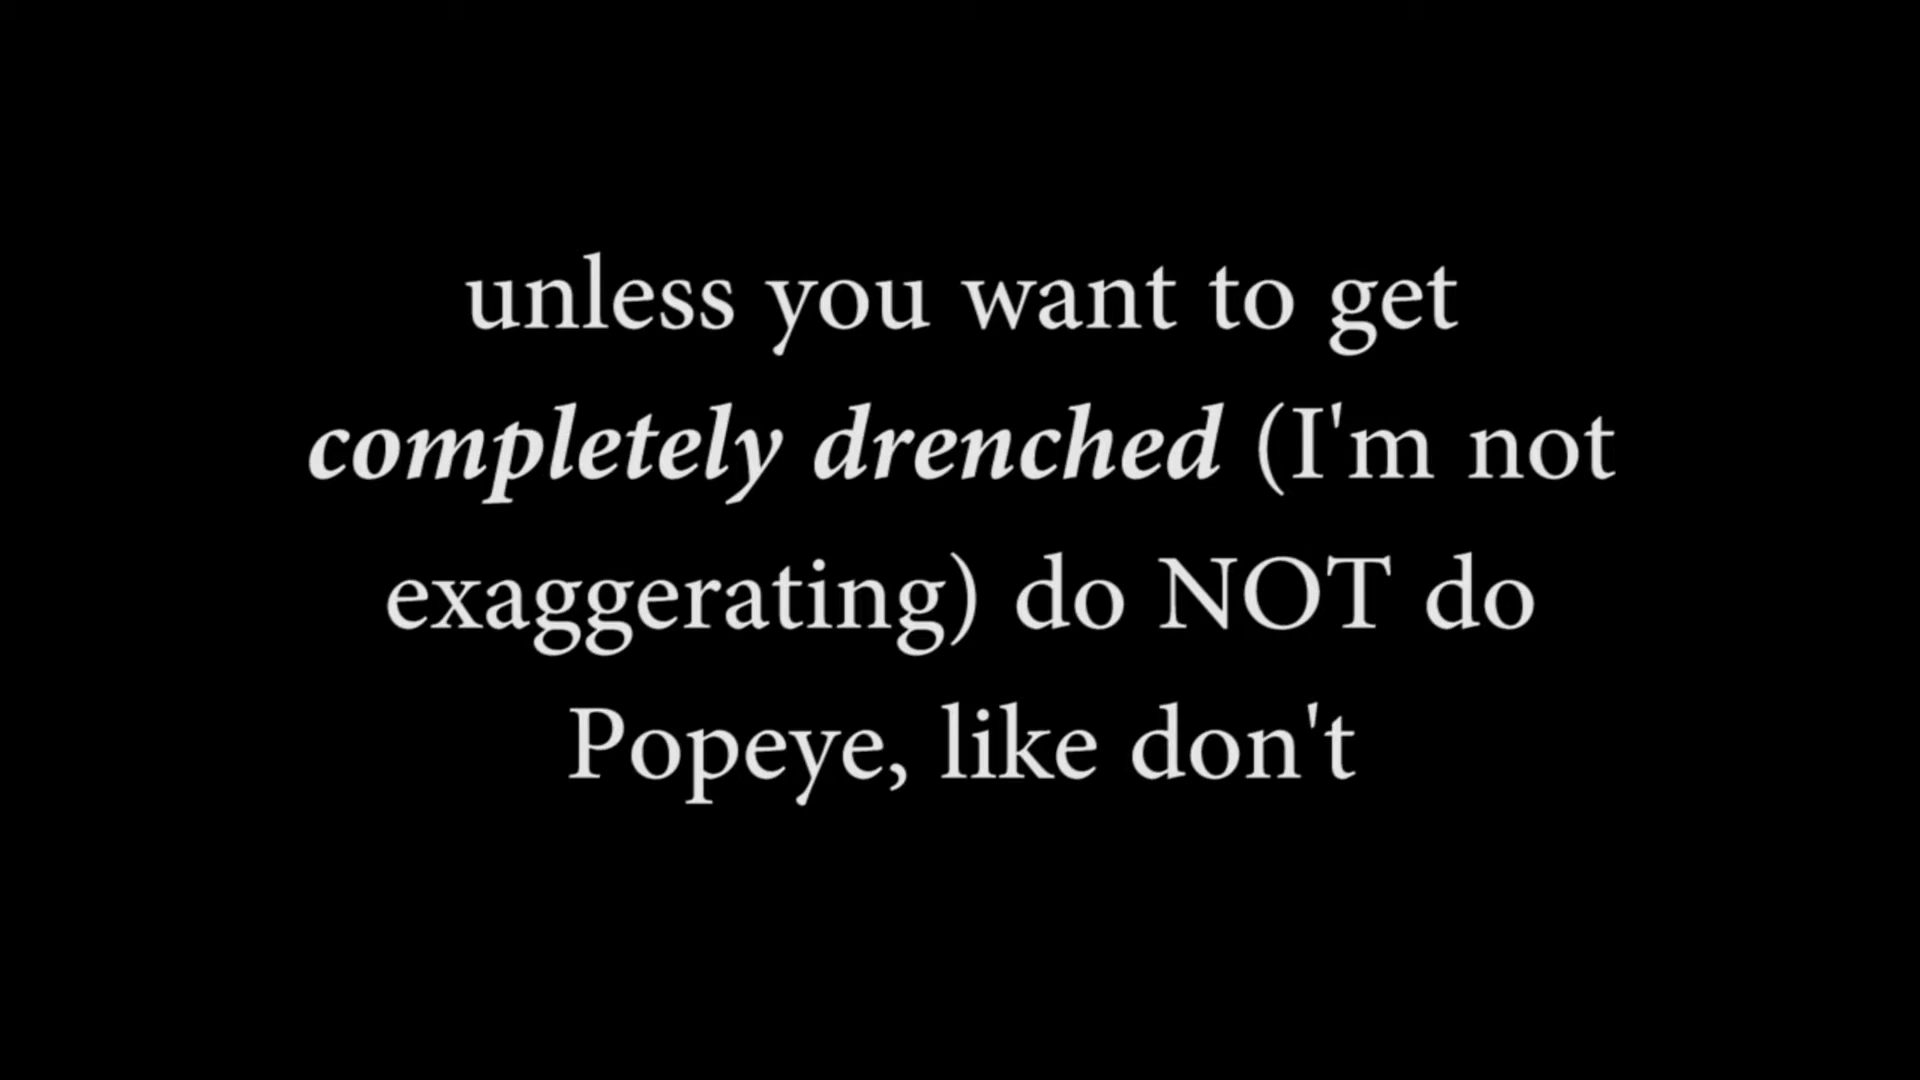 unless you want to get
completely drenched (I'm not
exaggerating) do NOT do
Popeye, like don't